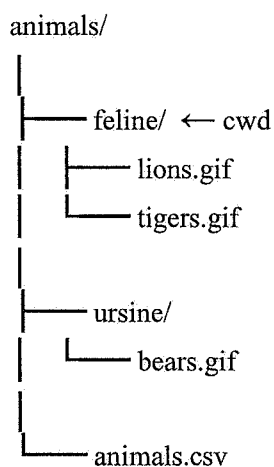 animals/
feline/ ← cwd
lions.gif
tigers.gif
ursine/
bears.gif
animals.csv